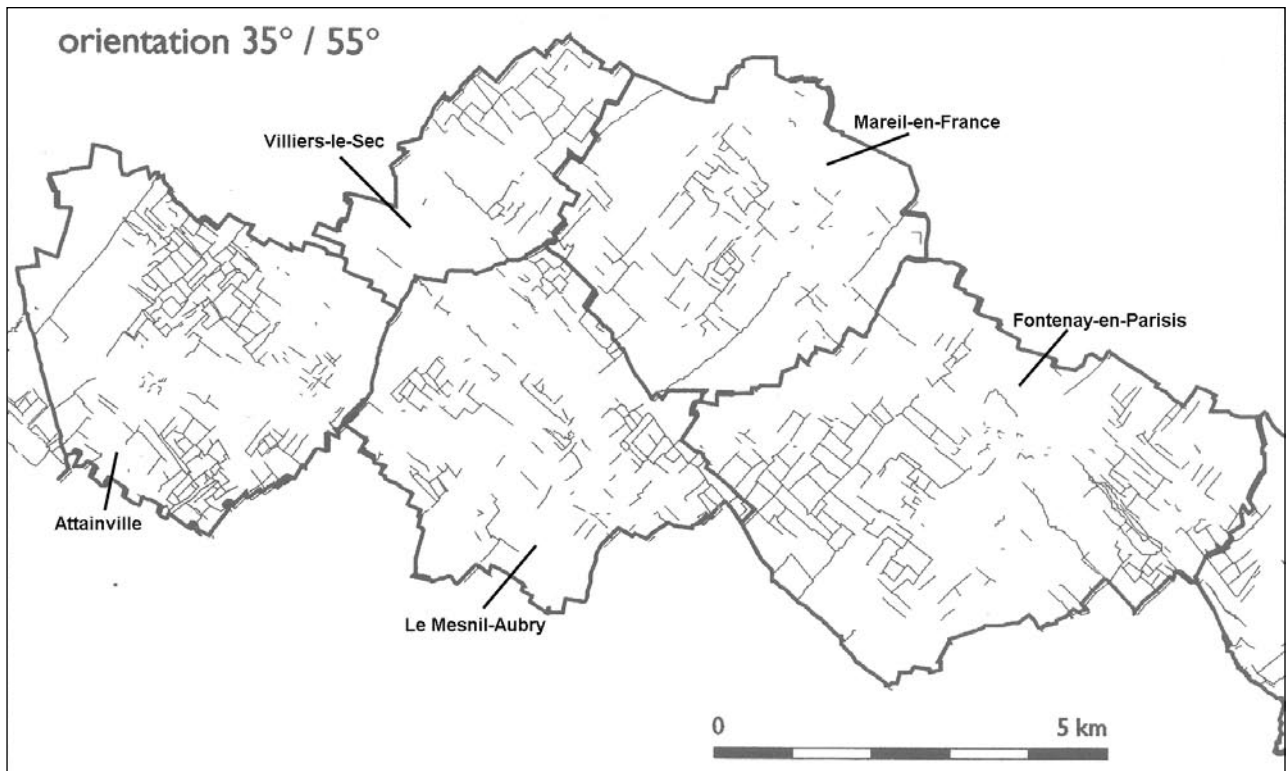 orientation 35° / 55°
Villiers-le-Sec
Mareil-en-France
Fontenay-en-Parisis
Attainville
Le Mesnil-Aubry
0 5 km